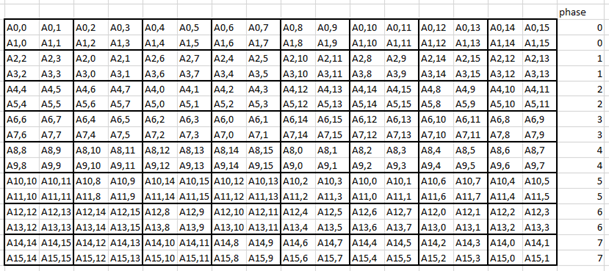 phase
A0,0 A0,1 A0,2 A0,3 A0,4 A0,5 A0,6 A0,7 A0,8 A0,9 A0,10 A0,11 A0,12 A0,13 A0,14 A0,15 0
A1,0 A1,1 A1,2 A1,3 A1,4 A1,5 A1,6 A1,7 A1,8 A1,9 A1,10 A1,11 A1,12 A1,13 A1,14 A1,15 0
A2,2 A2,3 A2,0 A2,1 A2,6 A2,7 A2,4 A2,5 A2,10 A2,11 A2,8 A2,9 A2,14 A2,15 A2,12 A2,13 1
A3,2 A3,3 A3,0 A3,1 A3,6 A3,7 A3,4 A3,5 A3,10 A3,11 A3,8 A3,9 A3,14 A3,15 A3,12 A3,13 1
A4,4 A4,5 A4,6 A4,7 A4,0 A4,1 A4,2 A4,3 A4,12 A4,13 A4,14 A4,15 A4,8 A4,9 A4,10 A4,11 2
A5,4 A5,5 A5,6 A5,7 A5,0 A5,1 A5,2 A5,3 A5,12 A5,13 A5,14 A5,15 A5,8 A5,9 A5,10 A5,11 2
A6,6 A6,7 A6,4 A6,5 A6,2 A6,3 A6,0 A6,1 A6,14 A6,15 A6,12 A6,13 A6,10 A6,11 A6,8 A6,9 3
A7,6 A7,7 A7,4 A7,5 A7,2 A7,3 A7,0 A7,1 A7,14 A7,15 A7,12 A7,13 A7,10 A7,11 A7,8 A7,9 3
A8,8 A8,9 A8,10 A8,11 A8,12 A8,13 A8,14 A8,15 A8,0 A8,1 A8,2 A8,3 A8,4 A8,5 A8,6 A8,7 4
A9,8 A9,9 A9,10 A9,11 A9,12 A9,13 A9,14 A9,15 A9,0 A9,1 A9,2 A9,3 A9,4 A9,5 A9,6 A9,7 4
A10,10 A10,11 A10,8 A10,9 A10,14 A10,15 A10,12 A10,13 A10,2 A10,3 A10,0 A10,1 A10,6 A10,7 A10,4 A10,5 5
A11,10 A11,11 A11,8 A11,9 A11,14 A11,15 A11,12 A11,13 A11,2 A11,3 A11,0 A11,1 A11,6 A11,7 A11,4 A11,5 5
A12,12 A12,13 A12,14 A12,15 A12,8 A12,9 A12,10 A12,11 A12,4 A12,5 A12,6 A12,7 A12,0 A12,1 A12,2 A12,3 6
A13,12 A13,13 A13,14 A13,15 A13,8 A13,9 A13,10 A13,11 A13,4 A13,5 A13,6 A13,7 A13,0 A13,1 A13,2 A13,3 6
A14,14 A14,15 A14,12 A14,13 A14,10 A14,11 A14,8 A14,9 A14,6 A14,7 A14,4 A14,5 A14,2 A14,3 A14,0 A14,1 7
A15,14 A15,15 A15,12 A15,13 A15,10 A15,11 A15,8 A15,9 A15,6 A15,7 A15,4 A15,5 A15,2 A15,3 A15,0 A15,1 7